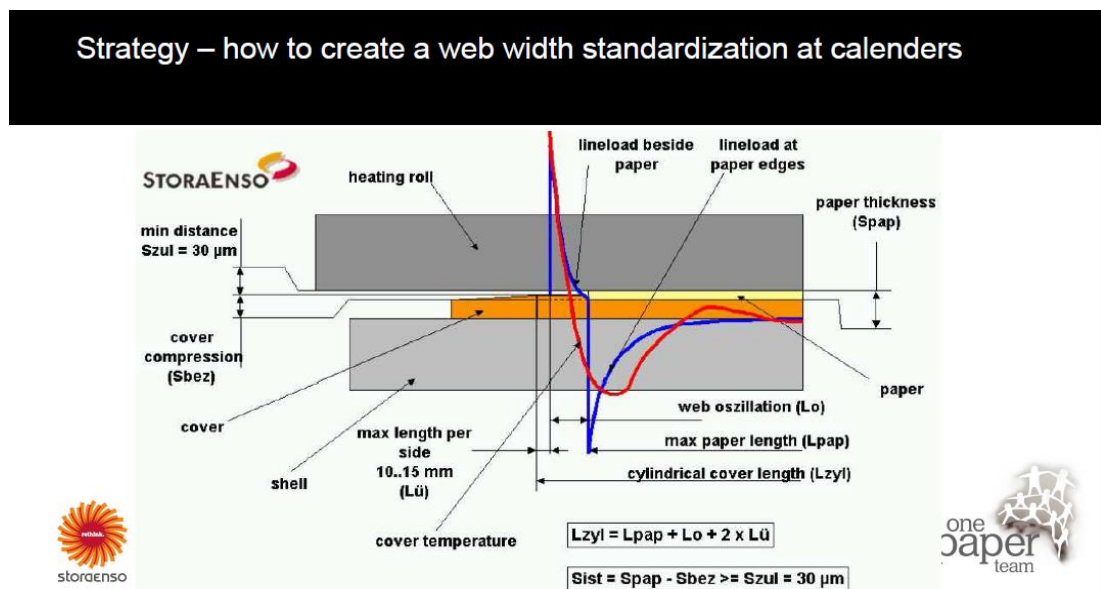 Strategy – how to create a web width standardization at calenders
STORAENSO
heating roll
lineload beside
paper
lineload at
paper edges
paper thickness
(Spap)
min distance
Szul = 30 µm
cover
compression
(Sbez)
cover
shell
max length per
side
10..15 mm
(Lü)
cover temperature
paper
web oszillation (Lo)
max paper length (Lpap)
cylindrical cover length (Lzyl)
Lzyl = Lpap + Lo + 2 x Lü
Sist = Spap - Sbez >= Szul = 30 µm
rethink.
storaenso
one
paper
team